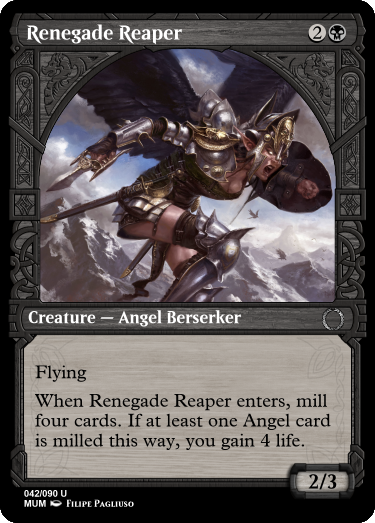 Renegade Reaper 2
Creature — Angel Berserker
Flying
When Renegade Reaper enters, mill
four cards. If at least one Angel card
is milled this way, you gain 4 life.
2/3
042/090 U
MUM Filipe Pagliuso